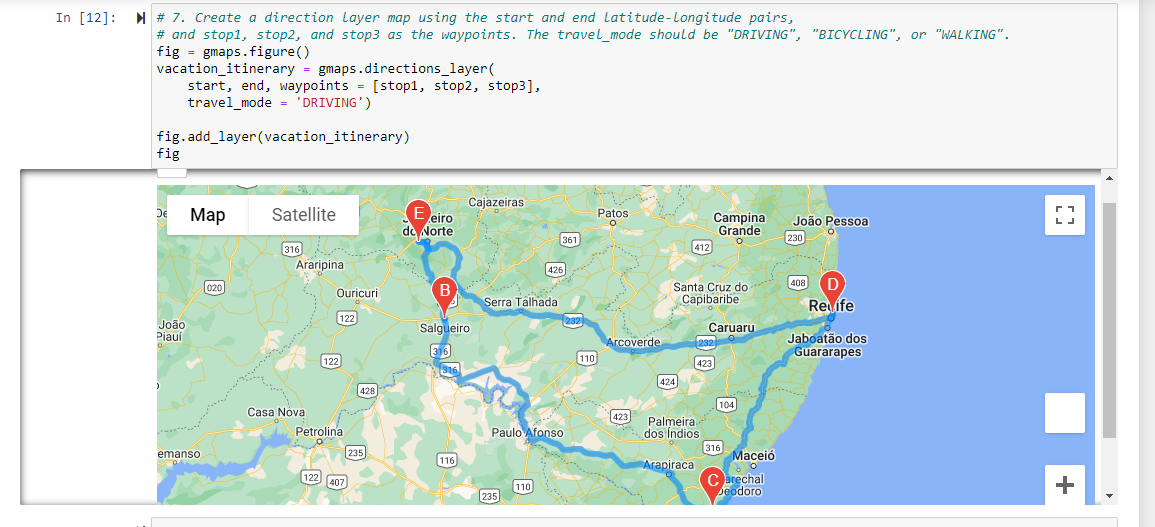 In [12]:
# 7. Create a direction layer map using the start and end latitude-longitude pairs,
# and stop1, stop2, and stop3 as the waypoints. The travel_mode should be "DRIVING", "BICYCLING", or "WALKING".
fig = gmaps.figure()
vacation_itinerary = gmaps.directions_layer(
    start, end, waypoints = [stop1, stop2, stop3],
    travel_mode = 'DRIVING')
fig.add_layer(vacation_itinerary)
fig
Map
Satellite
E
Cajazeiras
do Norte
Patos
Campina
Grande
João Pessoa
361
412
230
316
Araripina
426
020
Ouricuri
B
Serra Talhada
Santa Cruz do
Capibaribe
408
D
Recife
122
Salgueiro
232
Caruaru
João
Piauí
Arcoverde
232
Jaboatão dos
Guararapes
316
316
122
110
423
428
424
Casa Nova
423
104
Petrolina
Paulo Afonso
Palmeira
dos Índios
emanso
235
116
316
Maceió
Arapiraca
122
407
110
235
C
arechal
Deodoro
+